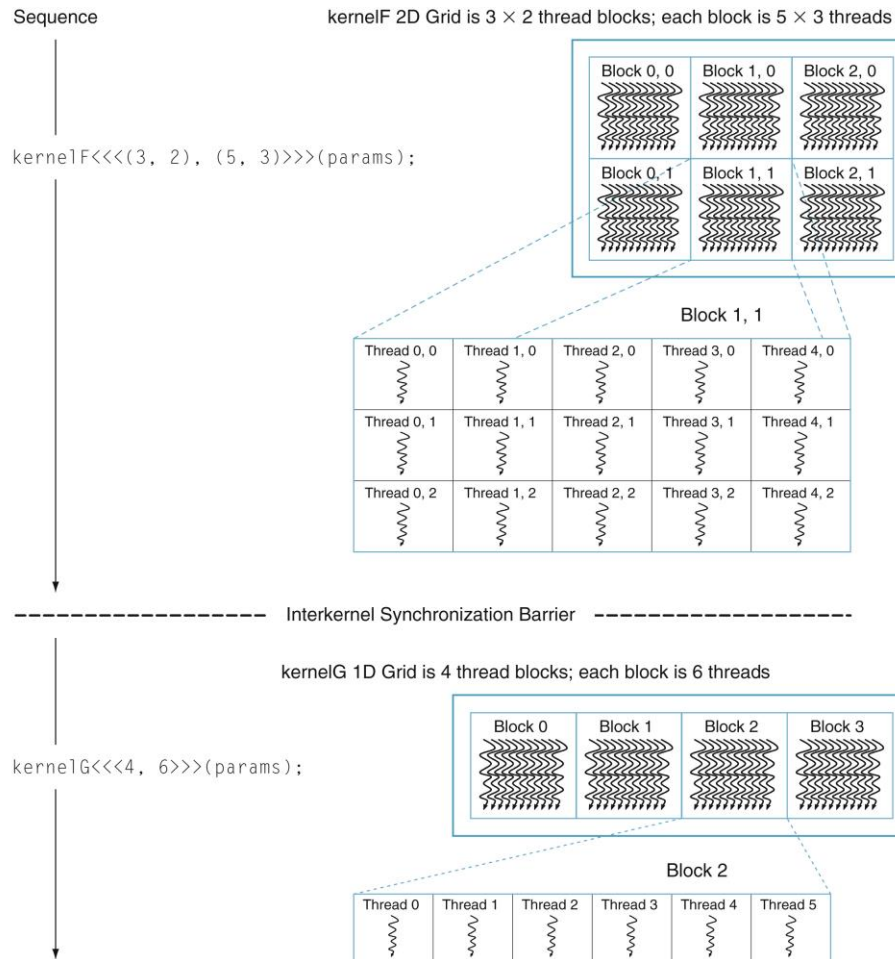 Sequence
kernelF 2D Grid is 3 × 2 thread blocks; each block is 5 × 3 threads
Block 0, 0
Block 1, 0
Block 2, 0
kernelF<<<(3, 2), (5, 3)>>>(params);
Block 0, 1
Block 1, 1
Block 2, 1
Block 1, 1
Thread 0, 0
Thread 1, 0
Thread 2, 0
Thread 3, 0
Thread 4, 0
Thread 0, 1
Thread 1, 1
Thread 2, 1
Thread 3, 1
Thread 4, 1
Thread 0, 2
Thread 1, 2
Thread 2, 2
Thread 3, 2
Thread 4, 2
Interkernel Synchronization Barrier
kernelG 1D Grid is 4 thread blocks; each block is 6 threads
Block 0
Block 1
Block 2
Block 3
kernelG<<<4, 6>>>(params);
Block 2
Thread 0
Thread 1
Thread 2
Thread 3
Thread 4
Thread 5